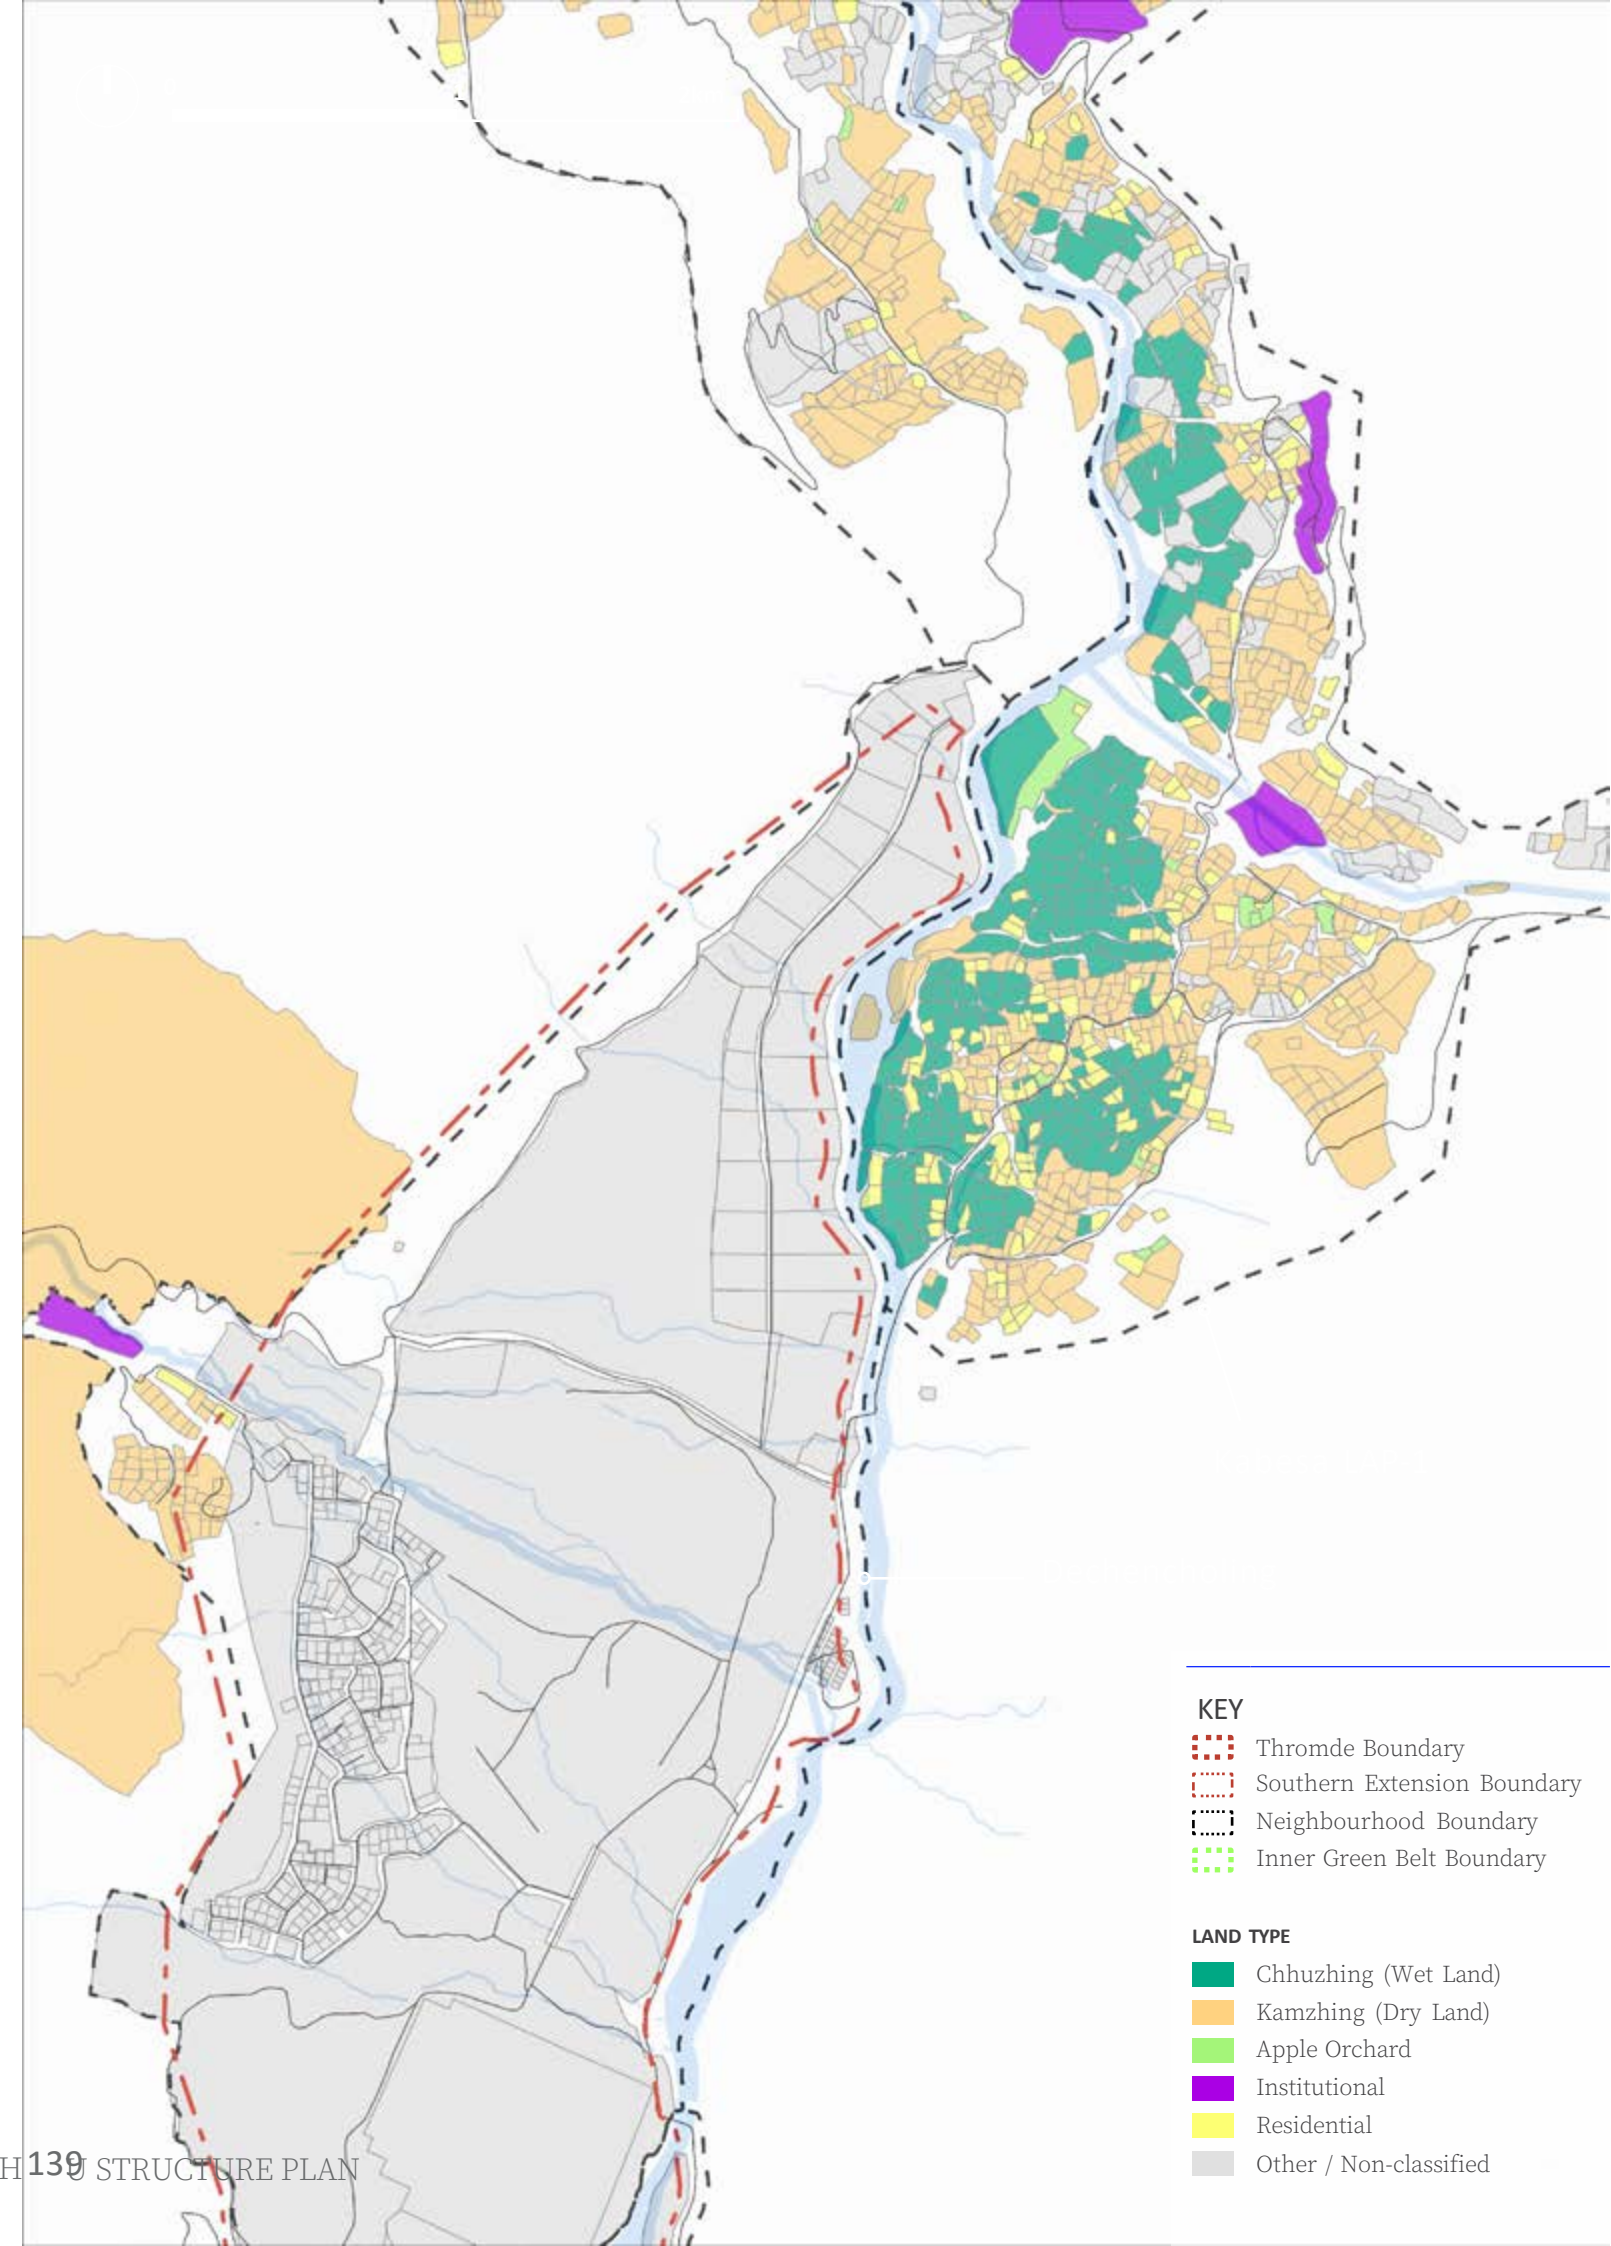 KEY
Thromde Boundary
Southern Extension Boundary
Neighbourhood Boundary
Inner Green Belt Boundary
LAND TYPE
Chhuzhing (Wet Land)
Kamzhing (Dry Land)
Apple Orchard
Institutional
Residential
Other / Non-classified
H 139 U STRUCTURE PLAN